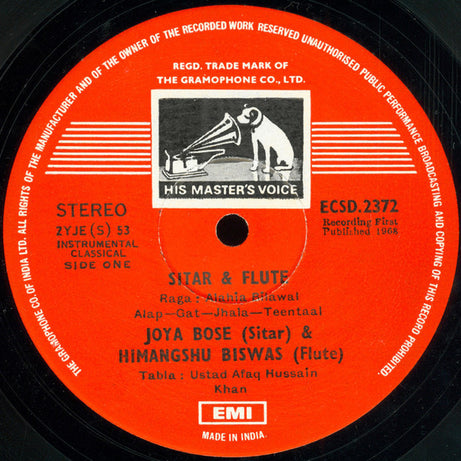 THE GRAMOPHONE CO. OF INDIA LTD. ALL RIGHTS OF THE MANUFACTURER AND OF THE OWNER OF THE RECORDED WORK RESERVED UNAUTHORISED PUBLIC PERFORMANCE BROADCASTING AND COPYING OF THIS RECORD PROHIBITED.
REGD. TRADE MARK OF
THE GRAMOPHONE CO., LTD.
HIS MASTER'S VOICE
STEREO
2YJE (S) 53
INSTRUMENTAL
CLASSICAL
SIDE ONE
ECSD.2372
Recording First
Published 1968
SITAR & FLUTE
Raga : Alahia Bilawal
Alap—Gat—Jhala—Teentaal
JOYA BOSE (Sitar) &
HIMANGSHU BISWAS (Flute)
Tabla : Ustad Afaq Hussain
Khan
EMI
MADE IN INDIA.